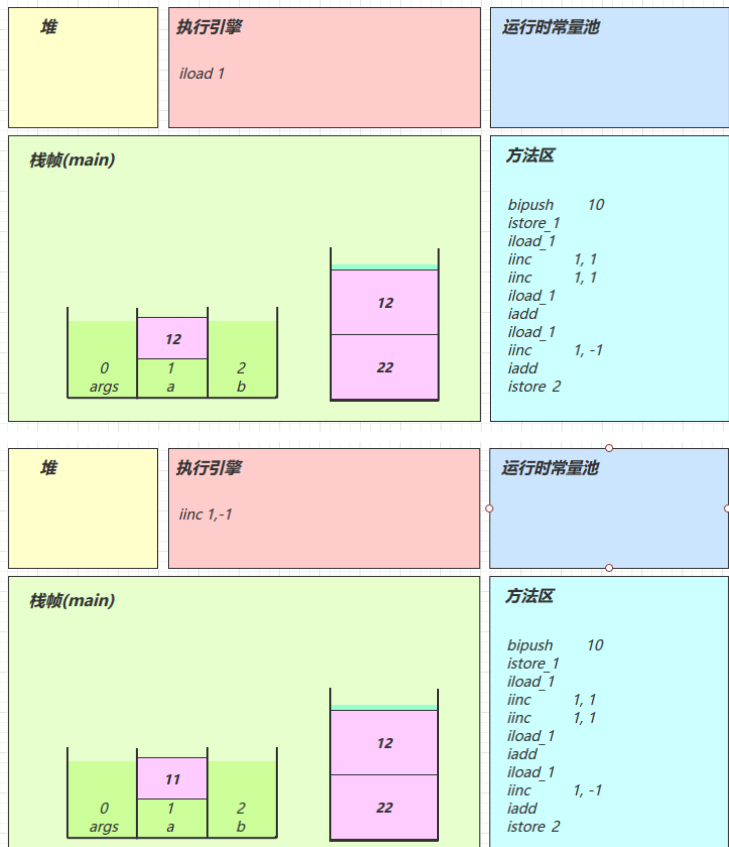 堆
执行引擎
运行时常量池
iload 1
栈帧(main)
方法区
bipush 10
istore_1
iload_1
iinc 1, 1
iinc 1, 1
iload_1
iadd
iload_1
iinc 1, -1
iadd
istore 2
12
0 1 2
args a b
12
22
堆
执行引擎
运行时常量池
iinc 1,-1
栈帧(main)
方法区
bipush 10
istore_1
iload_1
iinc 1, 1
iinc 1, 1
iload_1
iadd
iload_1
iinc 1, -1
iadd
istore 2
11
0 1 2
args a b
12
22